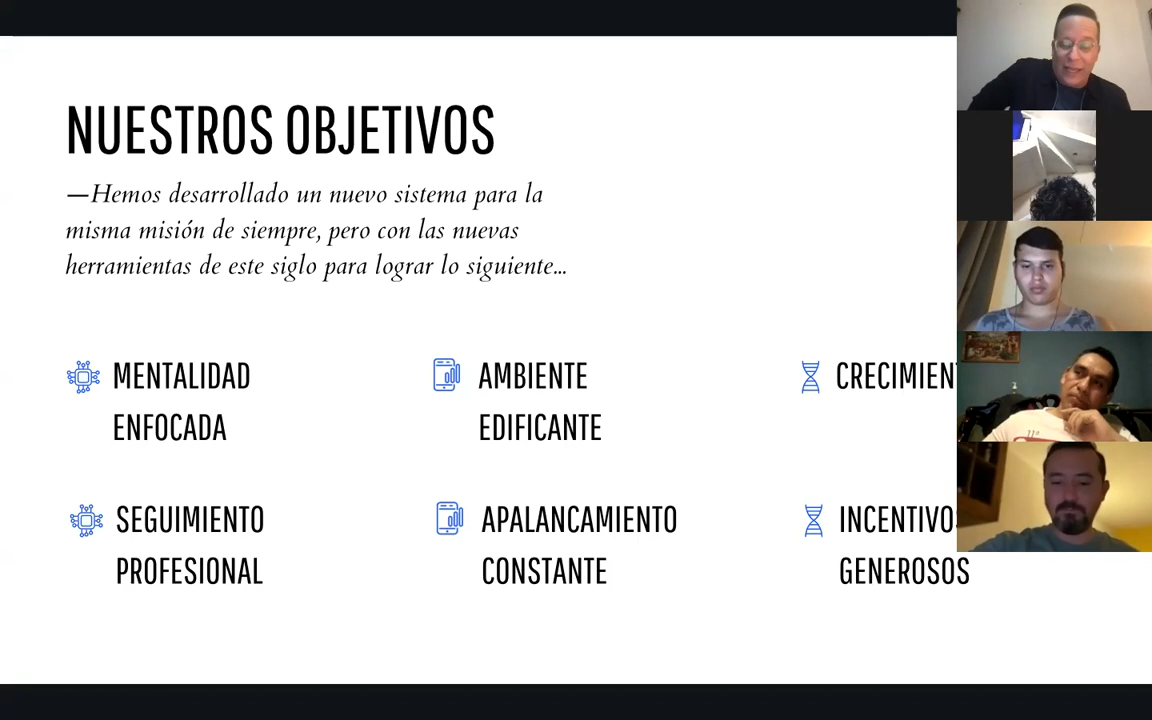 NUESTROS OBJETIVOS
—Hemos desarrollado un nuevo sistema para la
misma misión de siempre, pero con las nuevas
herramientas de este siglo para lograr lo siguiente...
MENTALIDAD
ENFOCADA
AMBIENTE
EDIFICANTE
SEGUIMIENTO
PROFESIONAL
APALANCAMIENTO
CONSTANTE
INCENTIVOS
GENEROSOS